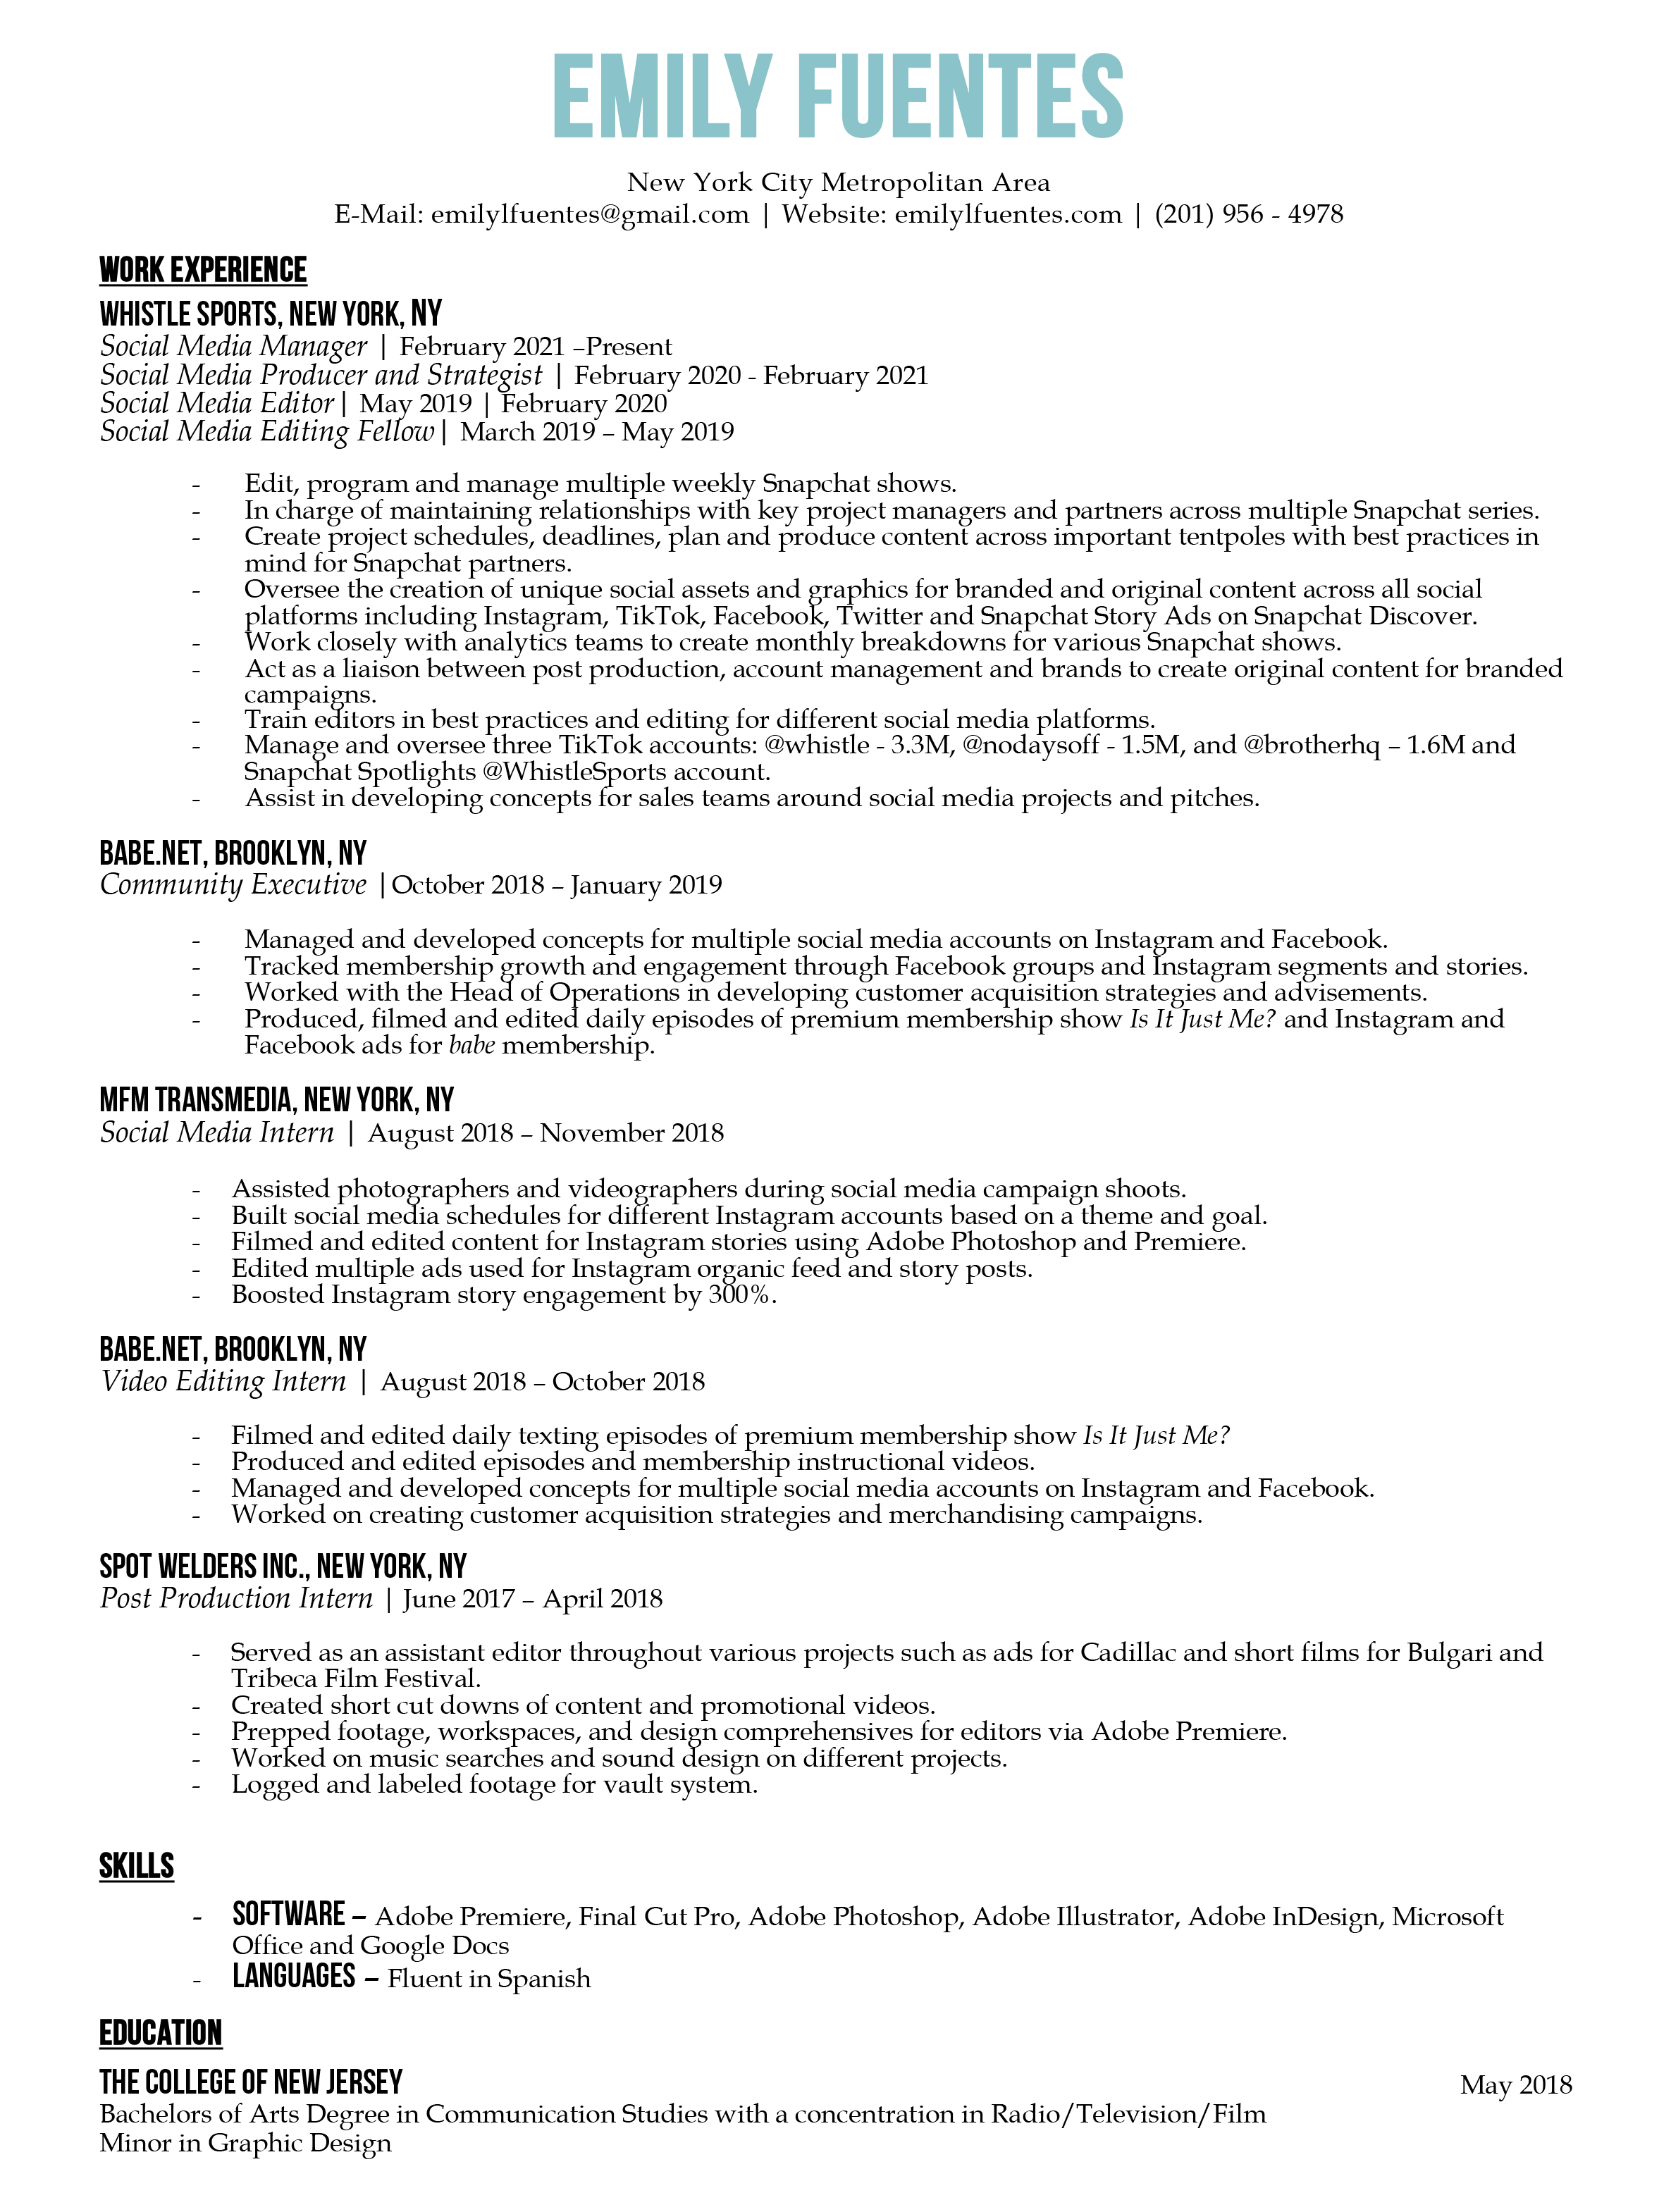 EMILY FUENTES
New York City Metropolitan Area
E-Mail: emilylfuentes@gmail.com | Website: emilylfuentes.com | (201) 956 - 4978
WORK EXPERIENCE
WHISTLE SPORTS, NEW YORK, NY
Social Media Manager | February 2021 –Present
Social Media Producer and Strategist | February 2020 - February 2021
Social Media Editor| May 2019 | February 2020
Social Media Editing Fellow| March 2019 – May 2019
- Edit, program and manage multiple weekly Snapchat shows.
- In charge of maintaining relationships with key project managers and partners across multiple Snapchat series.
- Create project schedules, deadlines, plan and produce content across important tentpoles with best practices in
mind for Snapchat partners.
- Oversee the creation of unique social assets and graphics for branded and original content across all social
platforms including Instagram, TikTok, Facebook, Twitter and Snapchat Story Ads on Snapchat Discover.
- Work closely with analytics teams to create monthly breakdowns for various Snapchat shows.
- Act as a liaison between post production, account management and brands to create original content for branded
campaigns.
- Train editors in best practices and editing for different social media platforms.
- Manage and oversee three TikTok accounts: @whistle - 3.3M, @nodaysoff - 1.5M, and @brotherhq – 1.6M and
Snapchat Spotlights @WhistleSports account.
- Assist in developing concepts for sales teams around social media projects and pitches.
BABE.NET, BROOKLYN, NY
Community Executive |October 2018 – January 2019
- Managed and developed concepts for multiple social media accounts on Instagram and Facebook.
- Tracked membership growth and engagement through Facebook groups and Instagram segments and stories.
- Worked with the Head of Operations in developing customer acquisition strategies and advisements.
- Produced, filmed and edited daily episodes of premium membership show Is It Just Me? and Instagram and
Facebook ads for babe membership.
MFM TRANSMEDIA, NEW YORK, NY
Social Media Intern | August 2018 – November 2018
- Assisted photographers and videographers during social media campaign shoots.
- Built social media schedules for different Instagram accounts based on a theme and goal.
- Filmed and edited content for Instagram stories using Adobe Photoshop and Premiere.
- Edited multiple ads used for Instagram organic feed and story posts.
- Boosted Instagram story engagement by 300%.
BABE.NET, BROOKLYN, NY
Video Editing Intern | August 2018 – October 2018
- Filmed and edited daily texting episodes of premium membership show Is It Just Me?
- Produced and edited episodes and membership instructional videos.
- Managed and developed concepts for multiple social media accounts on Instagram and Facebook.
- Worked on creating customer acquisition strategies and merchandising campaigns.
SPOT WELDERS INC., NEW YORK, NY
Post Production Intern | June 2017 – April 2018
- Served as an assistant editor throughout various projects such as ads for Cadillac and short films for Bulgari and
Tribeca Film Festival.
- Created short cut downs of content and promotional videos.
- Prepped footage, workspaces, and design comprehensives for editors via Adobe Premiere.
- Worked on music searches and sound design on different projects.
- Logged and labeled footage for vault system.
SKILLS
- SOFTWARE – Adobe Premiere, Final Cut Pro, Adobe Photoshop, Adobe Illustrator, Adobe InDesign, Microsoft
Office and Google Docs
- LANGUAGES – Fluent in Spanish
EDUCATION
THE COLLEGE OF NEW JERSEY May 2018
Bachelors of Arts Degree in Communication Studies with a concentration in Radio/Television/Film
Minor in Graphic Design